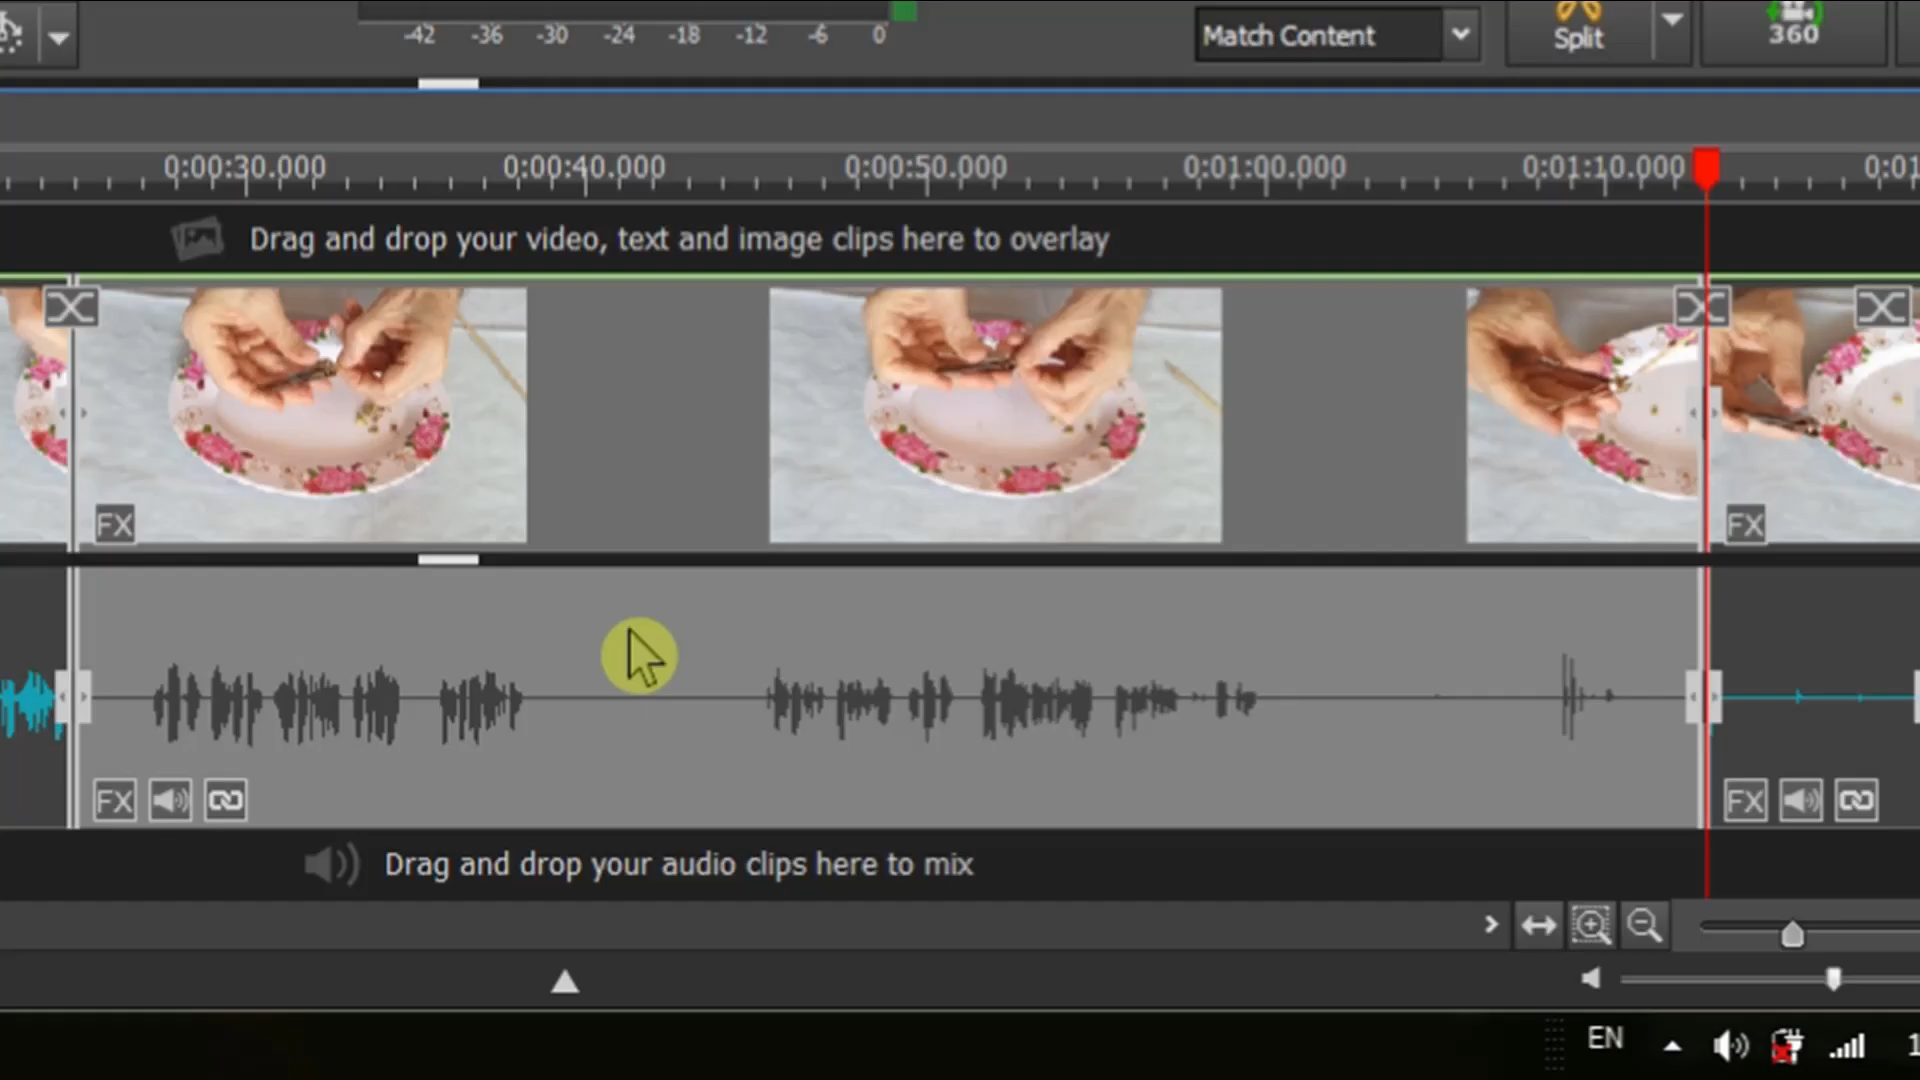 -42 -36 -30 -24 -18 -12 -6 0
Match Content
Split
360
0:00:30.000 0:00:40.000 0:00:50.000 0:01:00.000 0:01:10.000
Drag and drop your video, text and image clips here to overlay
FX FX
FX FX
Drag and drop your audio clips here to mix
EN